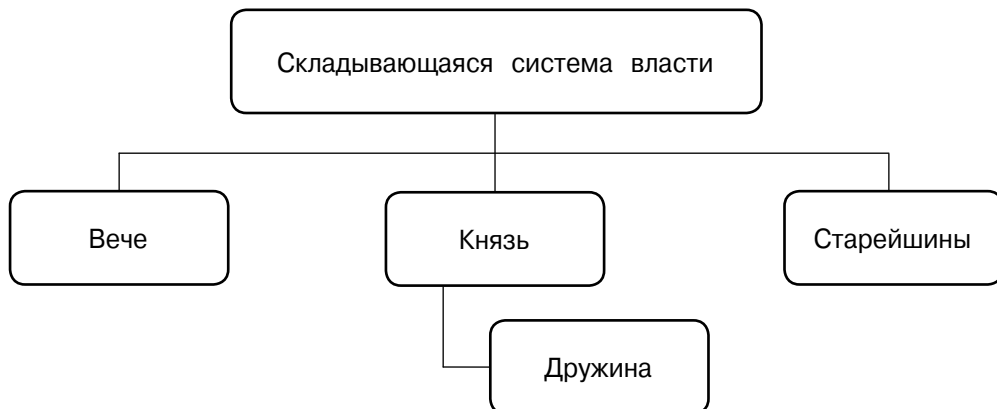 Складывающаяся система власти
Вече
Князь
Старейшины
Дружина